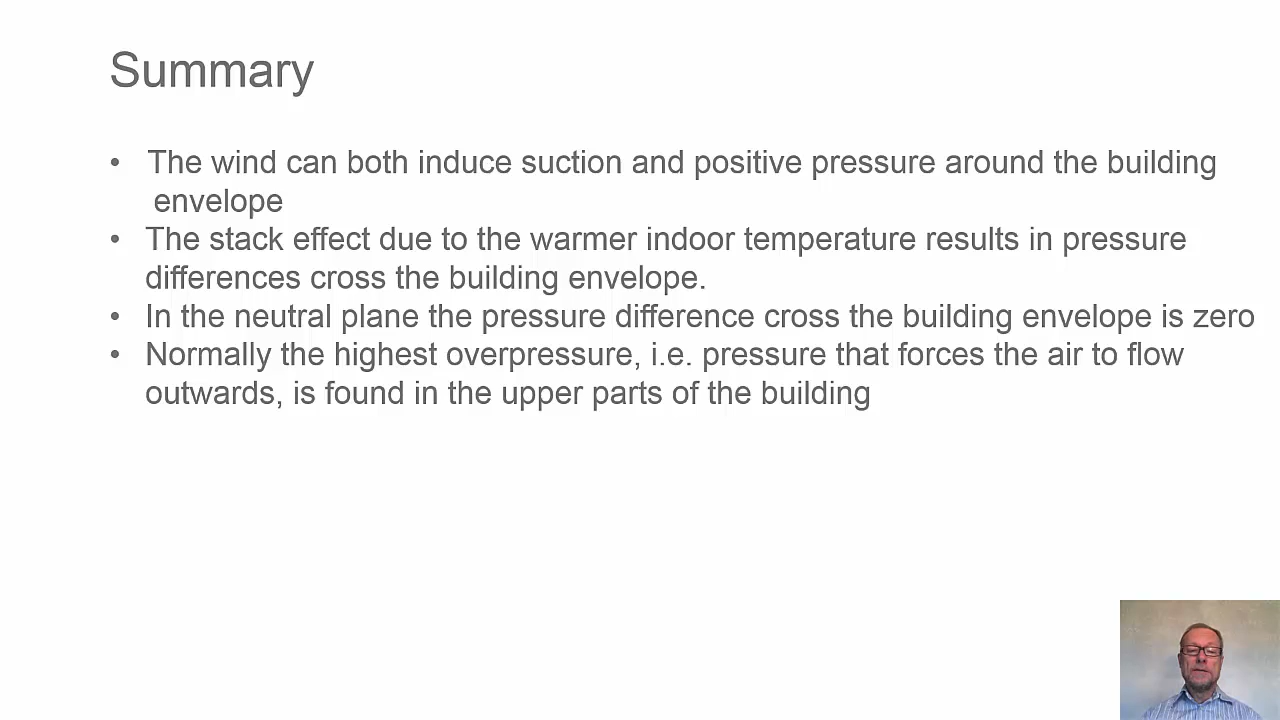 Summary
• The wind can both induce suction and positive pressure around the building
envelope
• The stack effect due to the warmer indoor temperature results in pressure
differences cross the building envelope.
• In the neutral plane the pressure difference cross the building envelope is zero
• Normally the highest overpressure, i.e. pressure that forces the air to flow
outwards, is found in the upper parts of the building